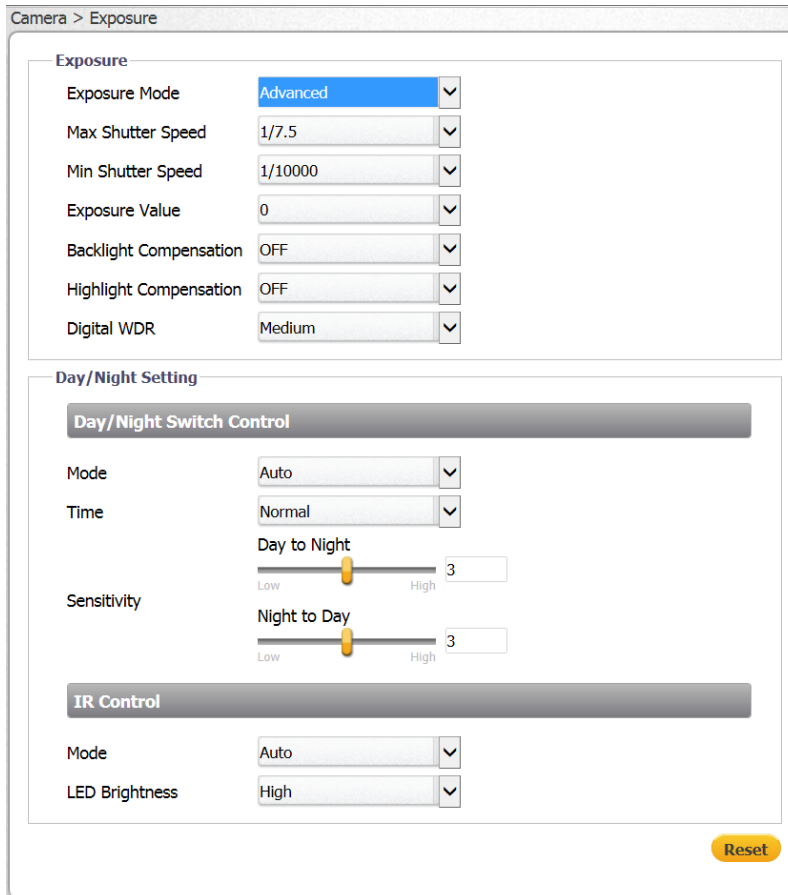 Camera > Exposure
Exposure
Exposure Mode Advanced
Max Shutter Speed 1/7.5
Min Shutter Speed 1/10000
Exposure Value 0
Backlight Compensation OFF
Highlight Compensation OFF
Digital WDR Medium
Day/Night Setting
Day/Night Switch Control
Mode Auto
Time Normal
Sensitivity
Day to Night
3
Low High
Night to Day
3
Low High
IR Control
Mode Auto
LED Brightness High
Reset